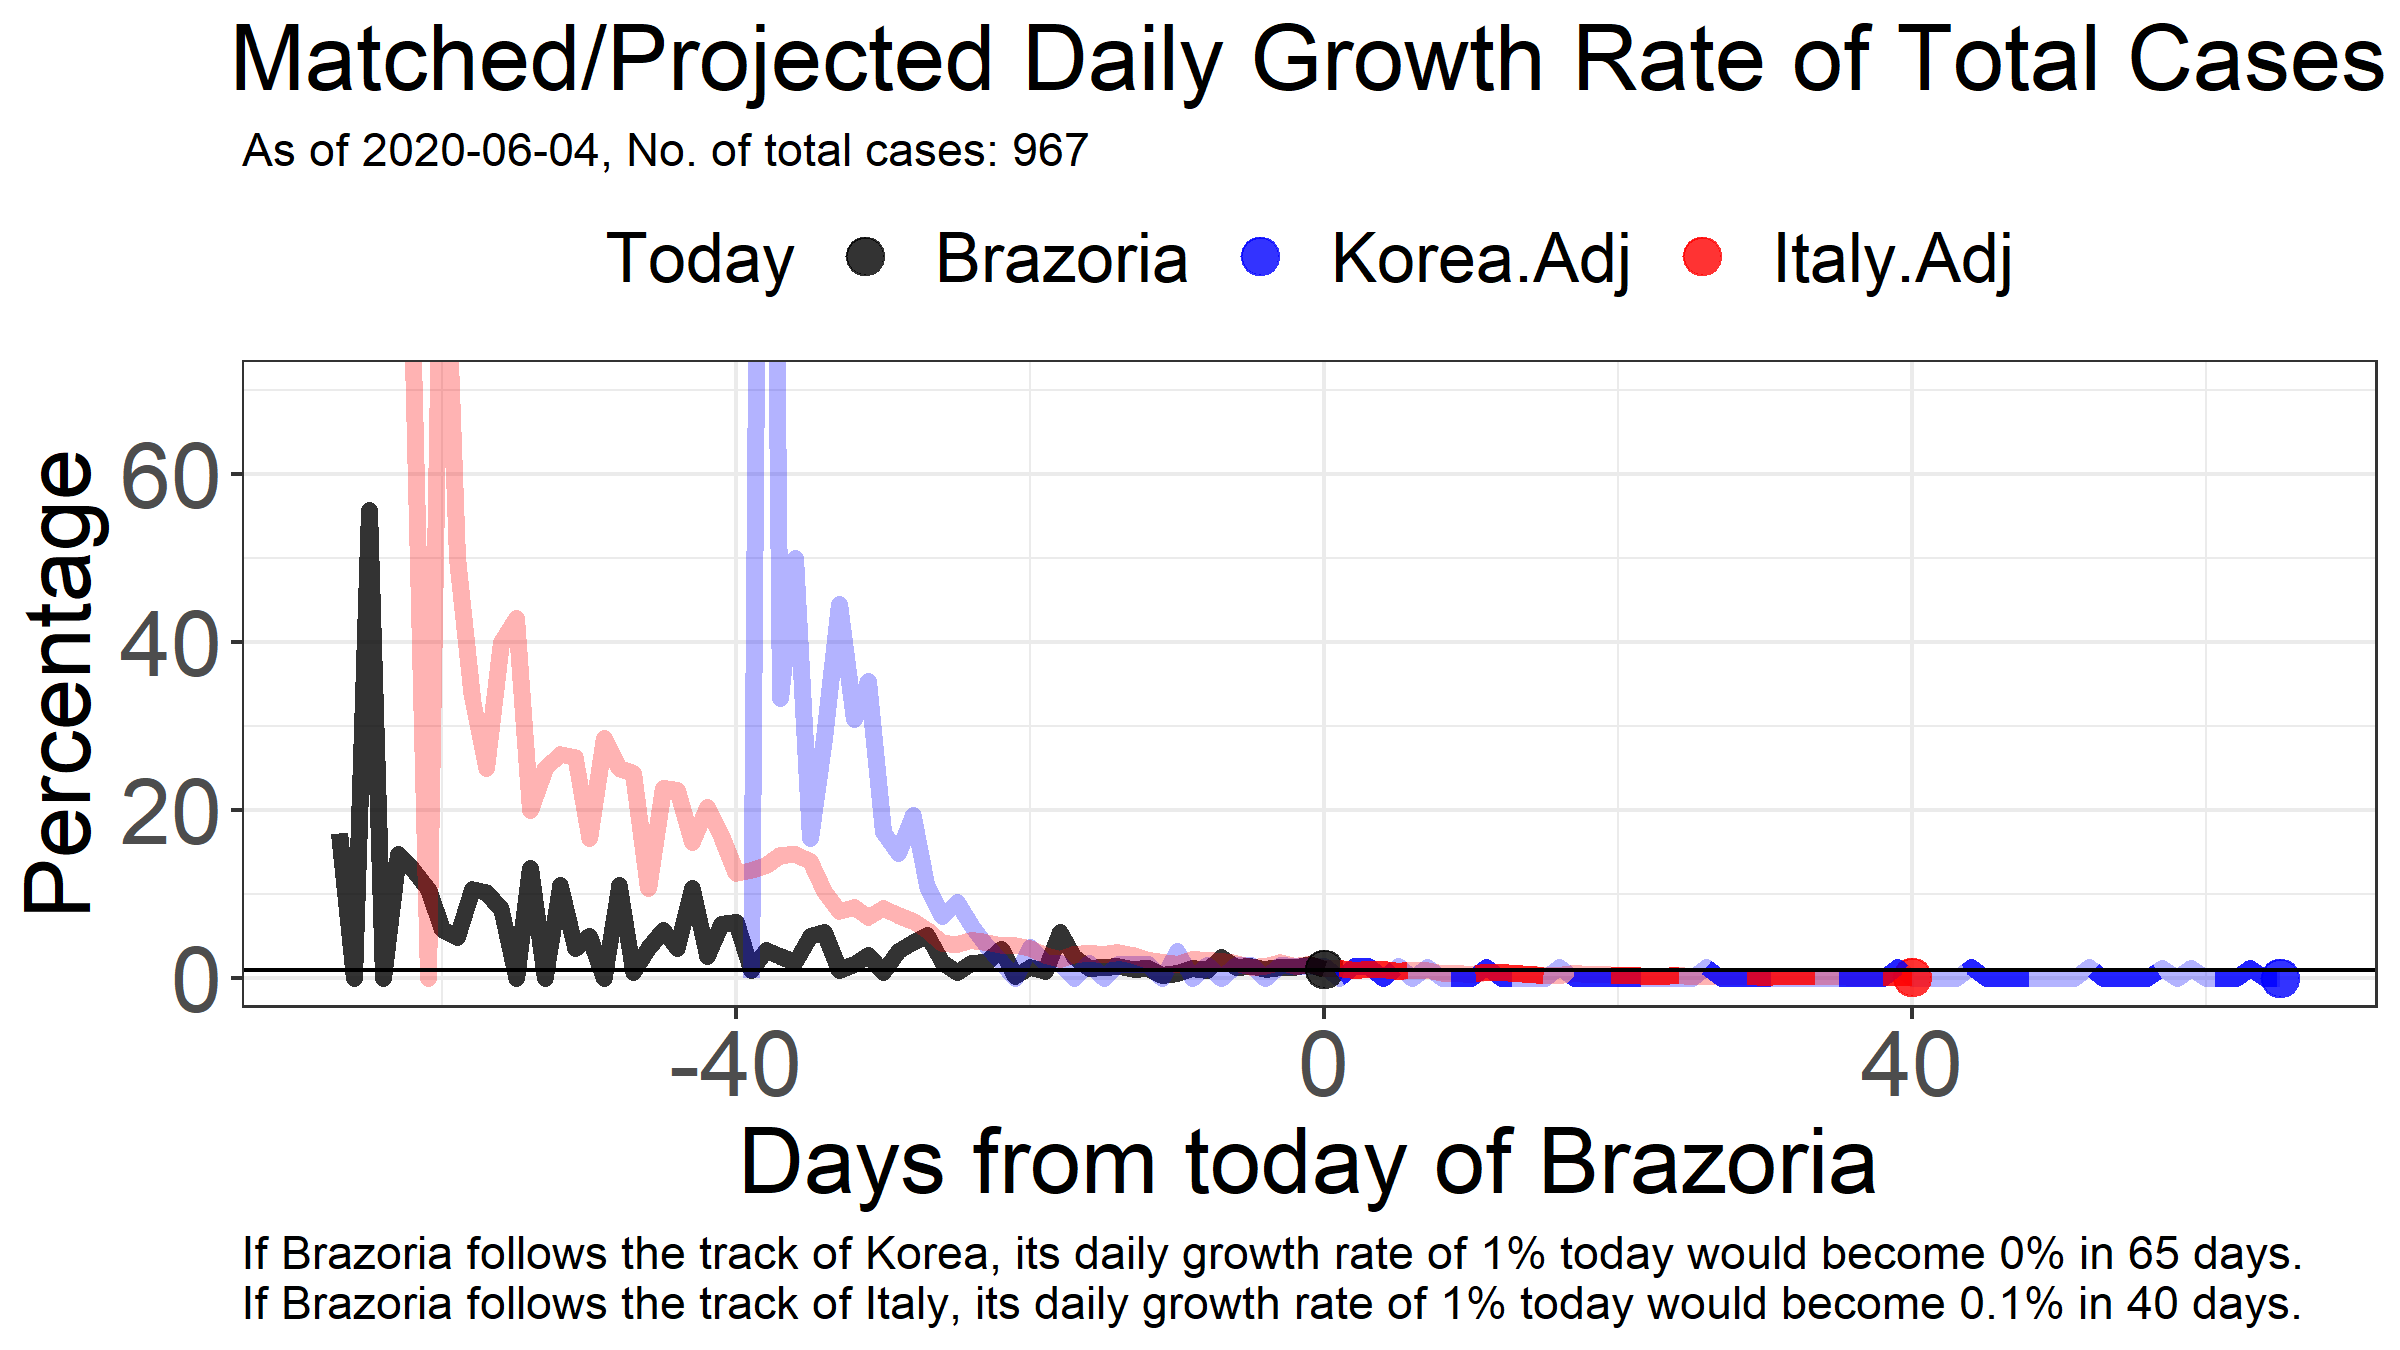 Matched/Projected Daily Growth Rate of Total Cases
As of 2020-06-04, No. of total cases: 967
Today Brazoria Korea.Adj Italy.Adj
Percentage
60
40
20
0
-40 0 40
Days from today of Brazoria
If Brazoria follows the track of Korea, its daily growth rate of 1% today would become 0% in 65 days.
If Brazoria follows the track of Italy, its daily growth rate of 1% today would become 0.1% in 40 days.